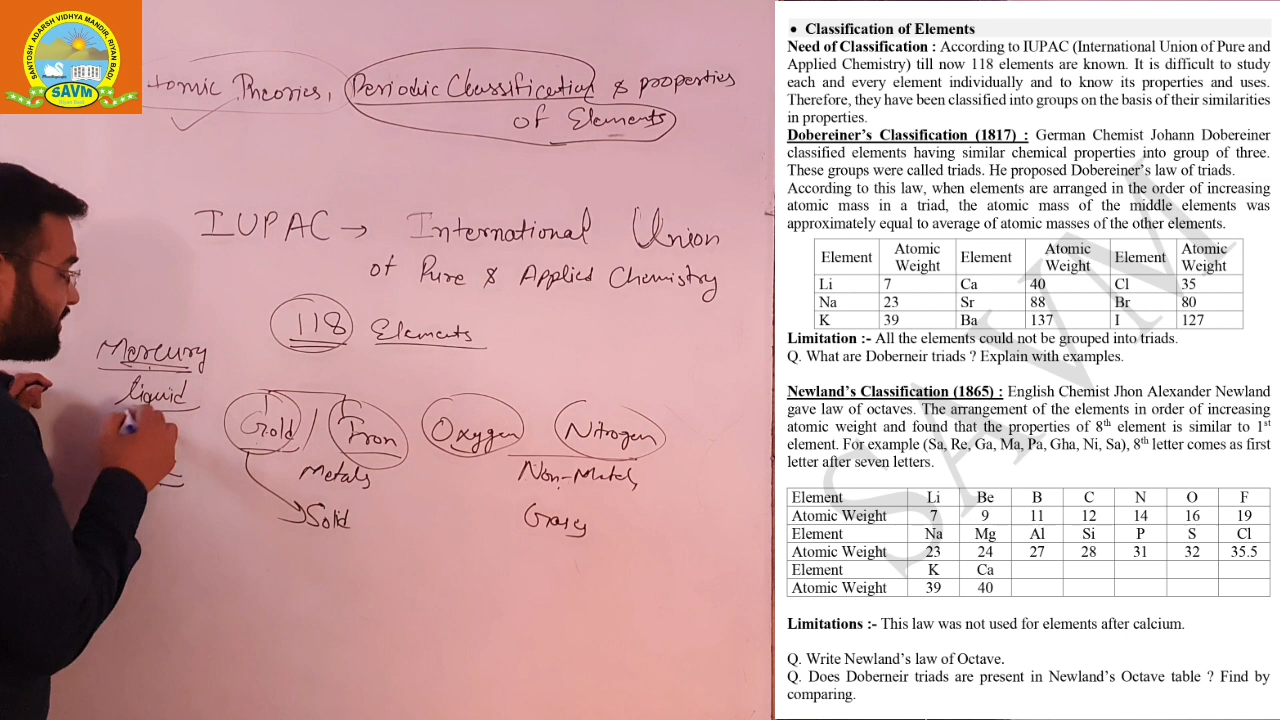 SANTOSH ADARSH VIDHYA MANDIR, RIYAN BADI
SAVM
Atomic Theories, Periodic Classification & properties
of Elements
IUPAC → International Union
of Pure & Applied Chemistry
118 Elements
Mercury
liquid
Gold / Iron Oxygen Nitrogen
Metals Non-Metals
Solid Gases
• Classification of Elements
Need of Classification : According to IUPAC (International Union of Pure and
Applied Chemistry) till now 118 elements are known. It is difficult to study
each and every element individually and to know its properties and uses.
Therefore, they have been classified into groups on the basis of their similarities
in properties.
Dobereiner's Classification (1817) : German Chemist Johann Dobereiner
classified elements having similar chemical properties into group of three.
These groups were called triads. He proposed Dobereiner's law of triads.
According to this law, when elements are arranged in the order of increasing
atomic mass in a triad, the atomic mass of the middle elements was
approximately equal to average of atomic masses of the other elements.
Element Atomic Weight Element Atomic Weight Element Atomic Weight
Li 7 Ca 40 Cl 35
Na 23 Sr 88 Br 80
K 39 Ba 137 I 127
Limitation :- All the elements could not be grouped into triads.
Q. What are Doberneir triads ? Explain with examples.
Newland's Classification (1865) : English Chemist Jhon Alexander Newland
gave law of octaves. The arrangement of the elements in order of increasing
atomic weight and found that the properties of 8th element is similar to 1st
element. For example (Sa, Re, Ga, Ma, Pa, Gha, Ni, Sa), 8th letter comes as first
letter after seven letters.
Element Li Be B C N O F
Atomic Weight 7 9 11 12 14 16 19
Element Na Mg Al Si P S Cl
Atomic Weight 23 24 27 28 31 32 35.5
Element K Ca
Atomic Weight 39 40
Limitations :- This law was not used for elements after calcium.
Q. Write Newland's law of Octave.
Q. Does Doberneir triads are present in Newland's Octave table ? Find by
comparing.
SAVM